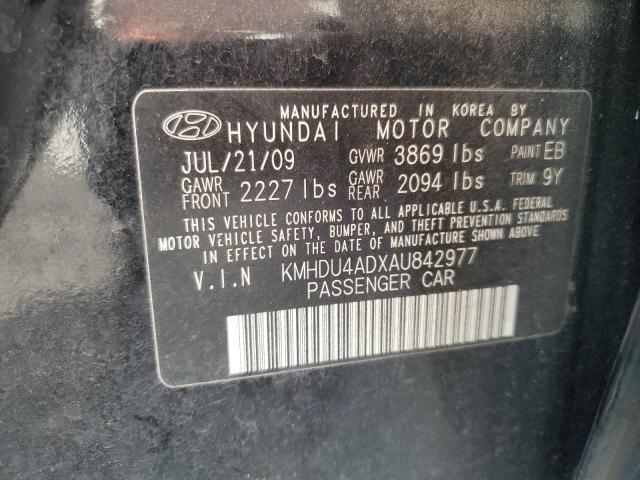 MANUFACTURED IN KOREA BY
HYUNDAI MOTOR COMPANY
JUL/21/09 GVWR 3869 lbs PAINT EB
GAWR FRONT 2227 lbs GAWR REAR 2094 lbs TRIM 9Y
THIS VEHICLE CONFORMS TO ALL APPLICABLE U.S.A. FEDERAL
MOTOR VEHICLE SAFETY, BUMPER, AND THEFT PREVENTION STANDARDS
IN EFFECT ON THE DATE OF MANUFACTURE SHOWN ABOVE.
V.I.N KMHDU4ADXAU842977
PASSENGER CAR